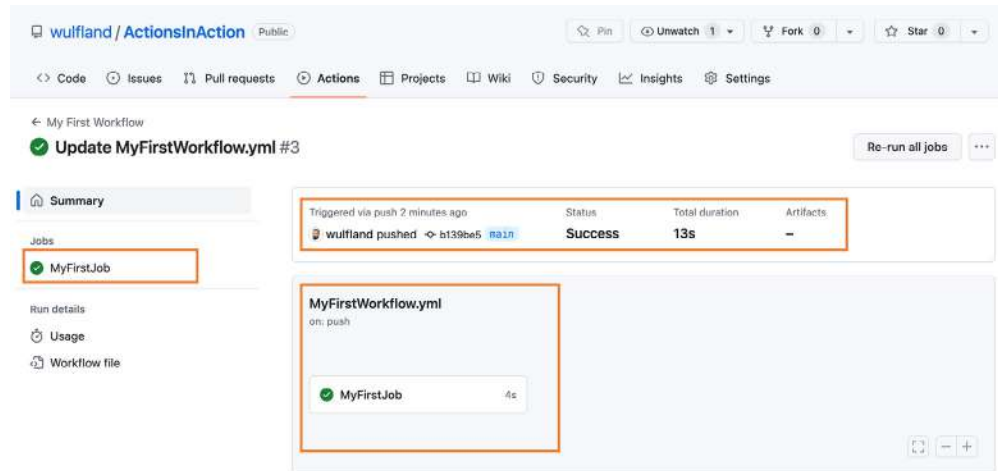 wulfland / ActionsInAction Public
Pin Unwatch 1 Fork 0 Star 0
Code Issues Pull requests Actions Projects Wiki Security Insights Settings
← My First Workflow
Update MyFirstWorkflow.yml #3
Re-run all jobs ...
Summary
Jobs
MyFirstJob
Run details
Usage
Workflow file
Triggered via push 2 minutes ago Status Total duration Artifacts
wulfland pushed b139be5 main Success 13s –
MyFirstWorkflow.yml
on: push
MyFirstJob 4s